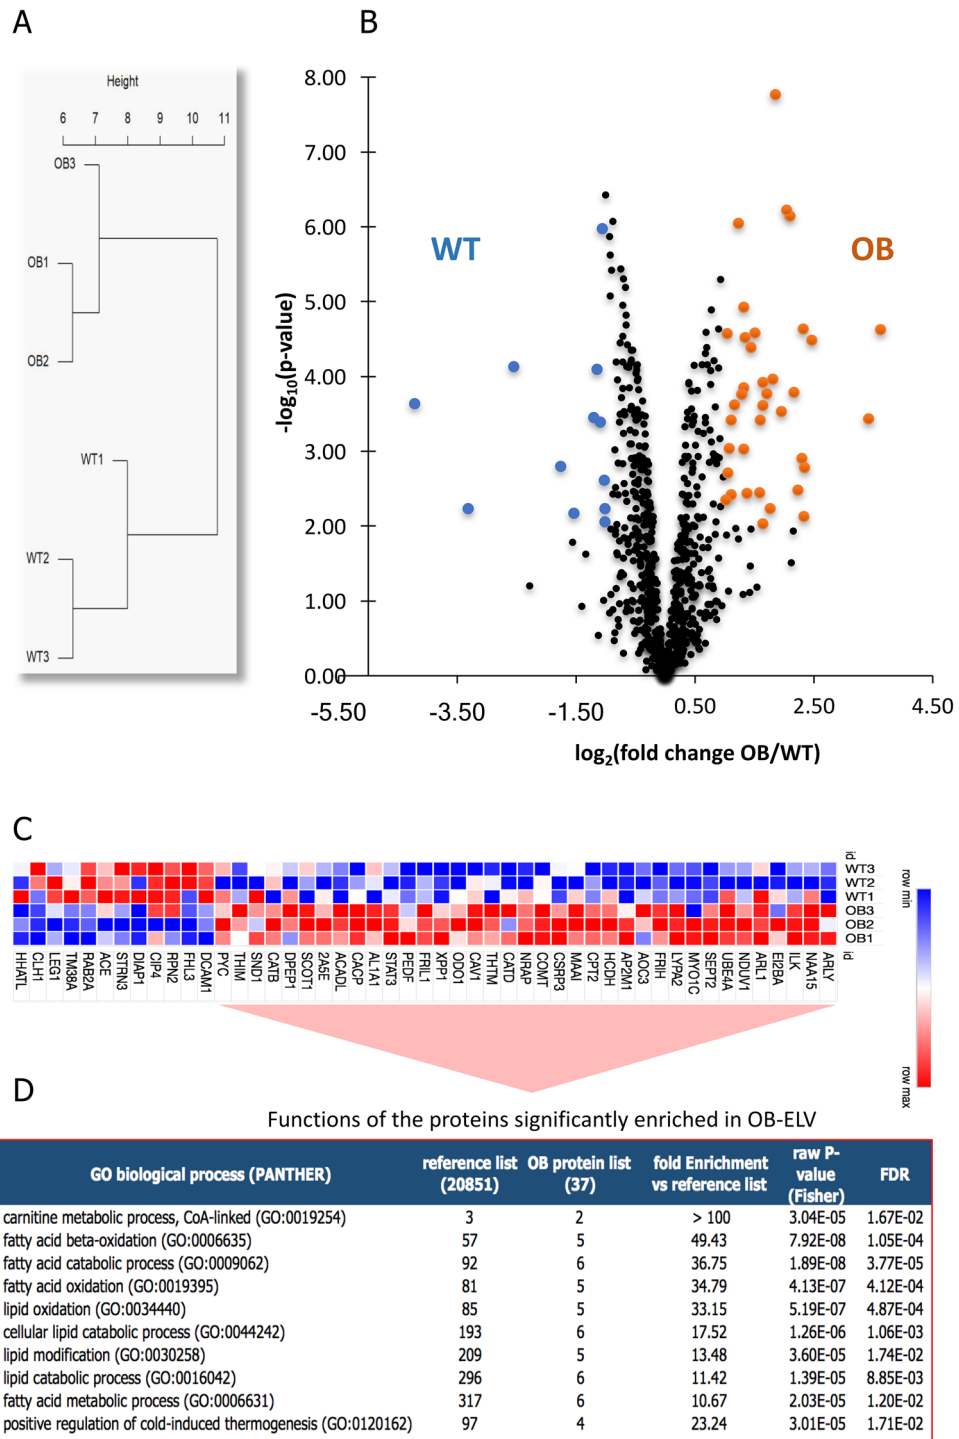 A
B
Height
6 7 8 9 10 11
OB3
OB1
OB2
WT1
WT2
WT3
8.00
7.00
6.00
5.00
4.00
3.00
2.00
1.00
0.00
-log10(p-value)
WT
OB
-5.50 -3.50 -1.50 0.50 2.50 4.50
log2(fold change OB/WT)
C
id
WT3
WT2
WT1
OB3
OB2
OB1
id
HHATL CLH1 LEG1 TM38A RAB2A ACE STRN3 DIAP1 CIP4 RPN2 FHL3 DCAM1 PYC THIM SND1 CATB DPEP1 SCOT1 2A5E ACADL CACP AL1A1 STAT3 PEDF FRIL1 XPP1 ODO1 CAV1 THTM CATD NRAP COMT CSRP3 MAAI CPT2 HCDH AP2M1 AOC3 FRIH LYPA2 MYO1C SEPT2 UBE4A NDUV1 ARL1 EI2BA ILK NAA15 ARLY
row min
row max
D
Functions of the proteins significantly enriched in OB-ELV
GO biological process (PANTHER) reference list (20851) OB protein list (37) fold Enrichment vs reference list raw P-value (Fisher) FDR
carnitine metabolic process, CoA-linked (GO:0019254) 3 2 > 100 3.04E-05 1.67E-02
fatty acid beta-oxidation (GO:0006635) 57 5 49.43 7.92E-08 1.05E-04
fatty acid catabolic process (GO:0009062) 92 6 36.75 1.89E-08 3.77E-05
fatty acid oxidation (GO:0019395) 81 5 34.79 4.13E-07 4.12E-04
lipid oxidation (GO:0034440) 85 5 33.15 5.19E-07 4.87E-04
cellular lipid catabolic process (GO:0044242) 193 6 17.52 1.26E-06 1.06E-03
lipid modification (GO:0030258) 209 5 13.48 3.60E-05 1.74E-02
lipid catabolic process (GO:0016042) 296 6 11.42 1.39E-05 8.85E-03
fatty acid metabolic process (GO:0006631) 317 6 10.67 2.03E-05 1.20E-02
positive regulation of cold-induced thermogenesis (GO:0120162) 97 4 23.24 3.01E-05 1.71E-02